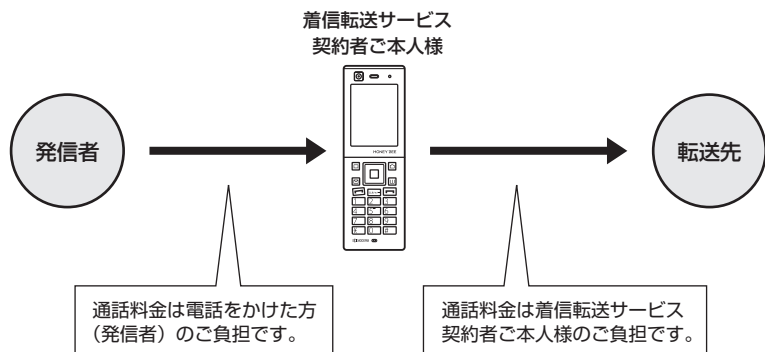 着信転送サービス
契約者ご本人様
発信者
HONEY BEE
転送先
通話料金は電話をかけた方
（発信者）のご負担です。
通話料金は着信転送サービス
契約者ご本人様のご負担です。